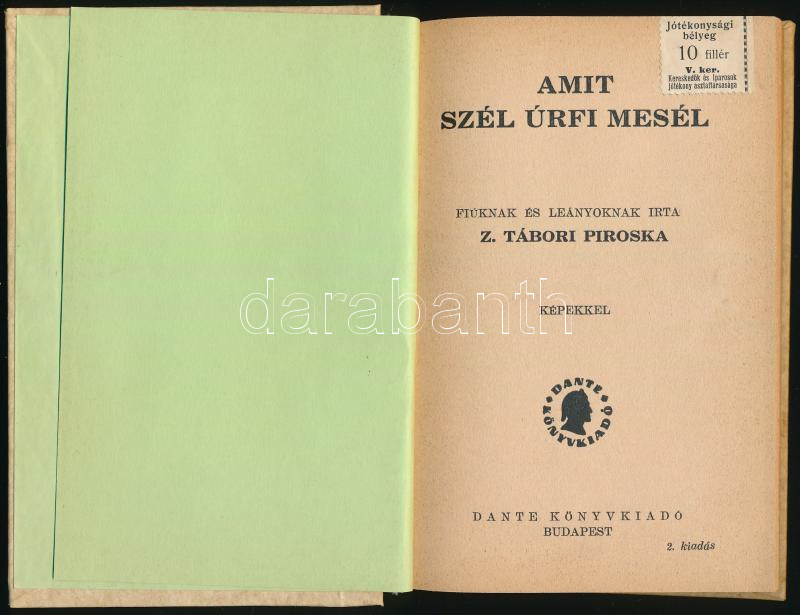 Jótékonysági
bélyeg
10 fillér
V. ker.
Kereskedők és Iparosok
jótékony asztaltársasága
AMIT
SZÉL ÚRFI MESÉL
FIÚKNAK ÉS LEÁNYOKNAK IRTA
Z. TÁBORI PIROSKA
darabanth
KÉPEKKEL
DANTE
KÖNYVKIADÓ
DANTE KÖNYVKIADÓ
BUDAPEST
2. kiadás